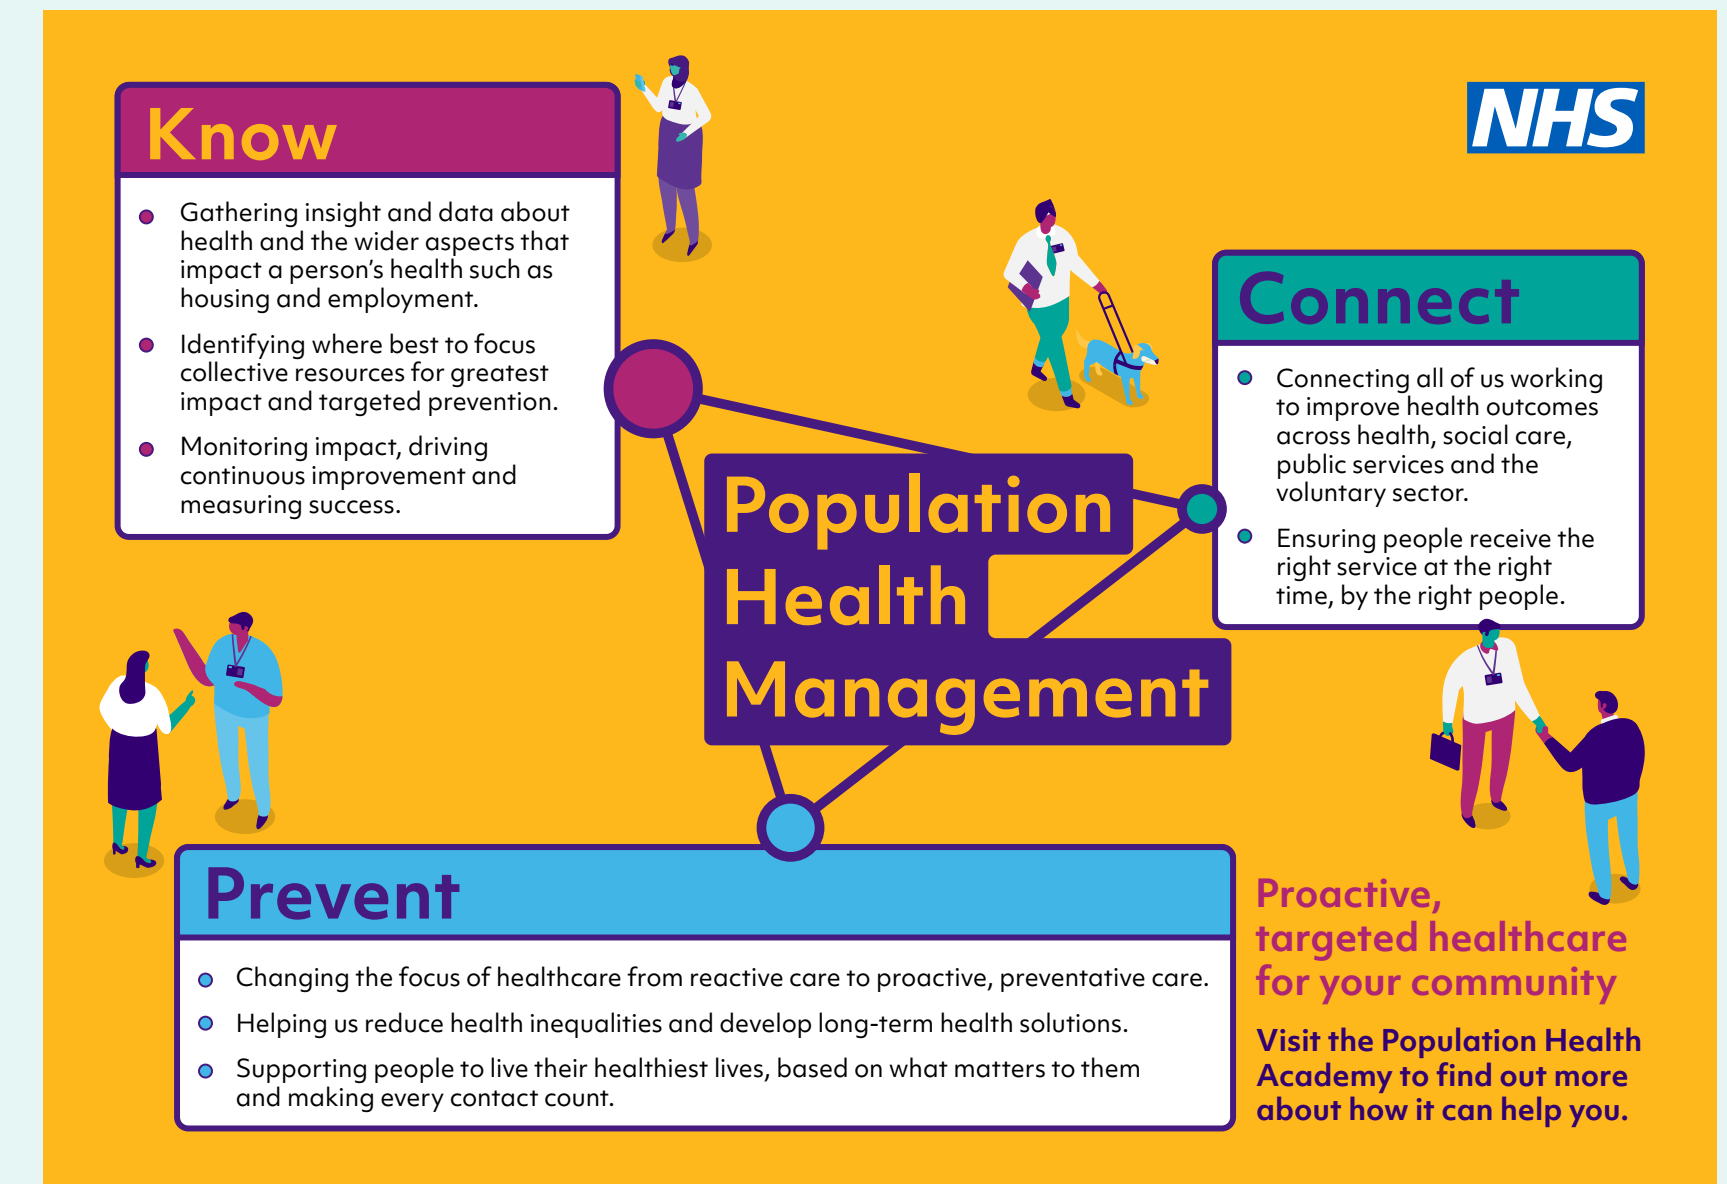 Know
Gathering insight and data about
health and the wider aspects that
impact a person's health such as
housing and employment.
Identifying where best to focus
collective resources for greatest
impact and targeted prevention.
Monitoring impact, driving
continuous improvement and
measuring success.
NHS
Connect
Connecting all of us working
to improve health outcomes
across health, social care,
public services and the
voluntary sector.
Ensuring people receive the
right service at the right
time, by the right people.
Population
Health
Management
Prevent
Changing the focus of healthcare from reactive care to proactive, preventative care.
Helping us reduce health inequalities and develop long-term health solutions.
Supporting people to live their healthiest lives, based on what matters to them
and making every contact count.
Proactive,
targeted healthcare
for your community
Visit the Population Health
Academy to find out more
about how it can help you.